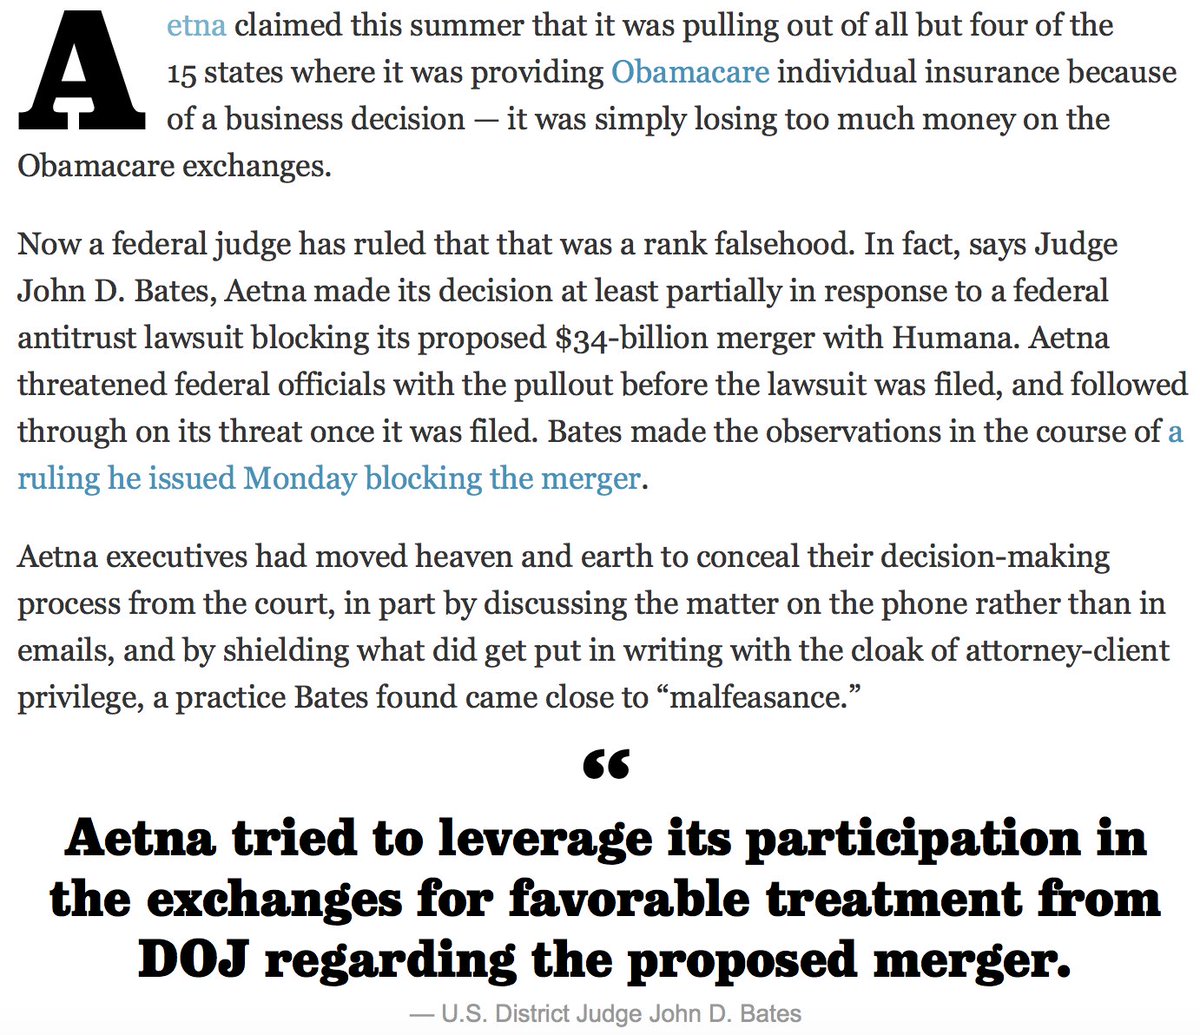 Aetna claimed this summer that it was pulling out of all but four of the
15 states where it was providing Obamacare individual insurance because
of a business decision — it was simply losing too much money on the
Obamacare exchanges.
Now a federal judge has ruled that that was a rank falsehood. In fact, says Judge
John D. Bates, Aetna made its decision at least partially in response to a federal
antitrust lawsuit blocking its proposed $34-billion merger with Humana. Aetna
threatened federal officials with the pullout before the lawsuit was filed, and followed
through on its threat once it was filed. Bates made the observations in the course of a
ruling he issued Monday blocking the merger.
Aetna executives had moved heaven and earth to conceal their decision-making
process from the court, in part by discussing the matter on the phone rather than in
emails, and by shielding what did get put in writing with the cloak of attorney-client
privilege, a practice Bates found came close to “malfeasance.”
“
Aetna tried to leverage its participation in
the exchanges for favorable treatment from
DOJ regarding the proposed merger.
— U.S. District Judge John D. Bates